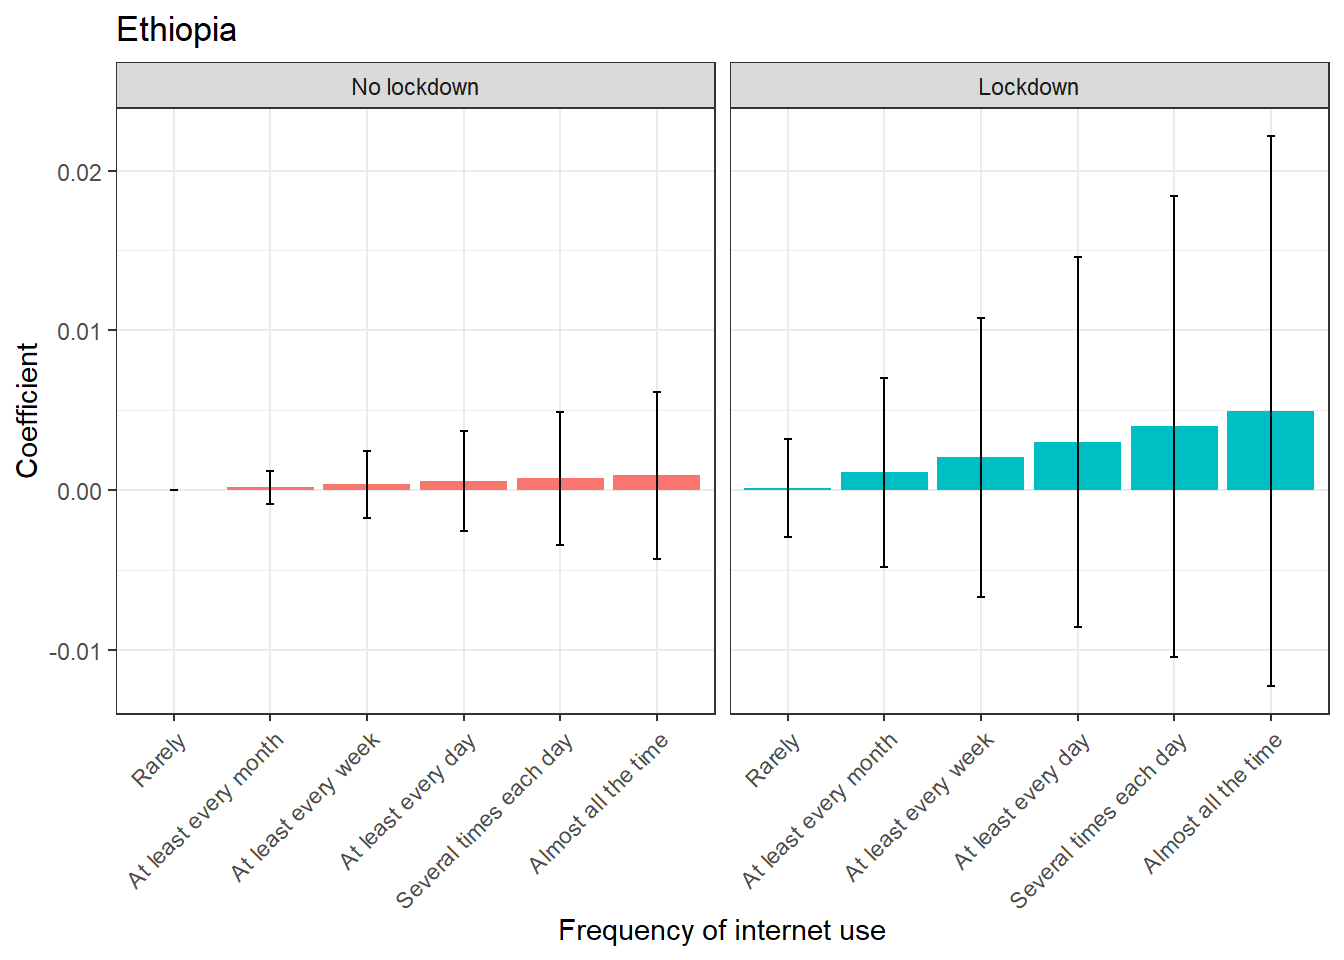 Ethiopia
No lockdown
Lockdown
Coefficient
0.02
0.01
0.00
-0.01
Rarely
At least every month
At least every week
At least every day
Several times each day
Almost all the time
Rarely
At least every month
At least every week
At least every day
Several times each day
Almost all the time
Frequency of internet use